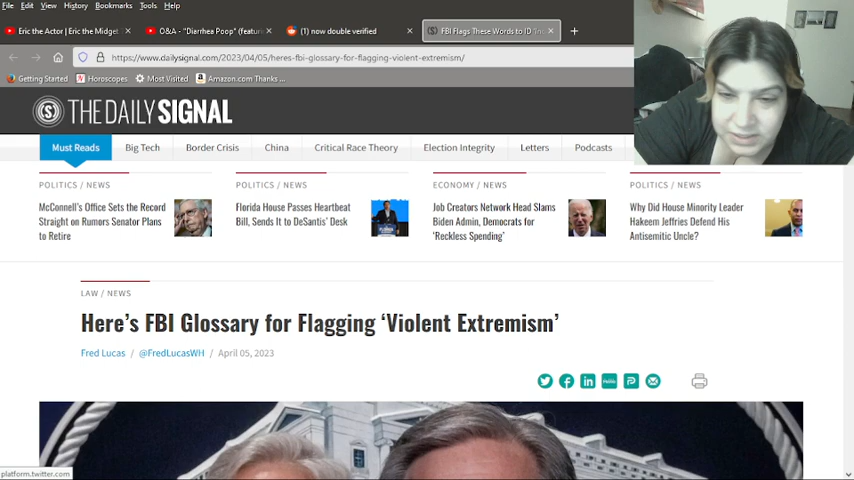 File Edit View History Bookmarks Tools Help
Eric the Actor | Eric the Midget
Q&A - "Diarrhea Poop" (featur
(1) now double verified
FBI Flags These Words to ID
https://www.dailysignal.com/2023/04/05/heres-fbi-glossary-for-flagging-violent-extremism/
Getting Started Horoscopes Most Visited Amazon.com Thanks ...
THE DAILY SIGNAL
Must Reads Big Tech Border Crisis China Critical Race Theory Election Integrity Letters Podcasts
POLITICS / NEWS
McConnell's Office Sets the Record
Straight on Rumors Senator Plans
to Retire
POLITICS / NEWS
Florida House Passes Heartbeat
Bill, Sends It to DeSantis' Desk
ECONOMY / NEWS
Job Creators Network Head Slams
Biden Admin, Democrats for
'Reckless Spending'
POLITICS / NEWS
Why Did House Minority Leader
Hakeem Jeffries Defend His
Antisemitic Uncle?
LAW / NEWS
Here's FBI Glossary for Flagging 'Violent Extremism'
Fred Lucas / @FredLucasWH / April 05, 2023
platform.twitter.com